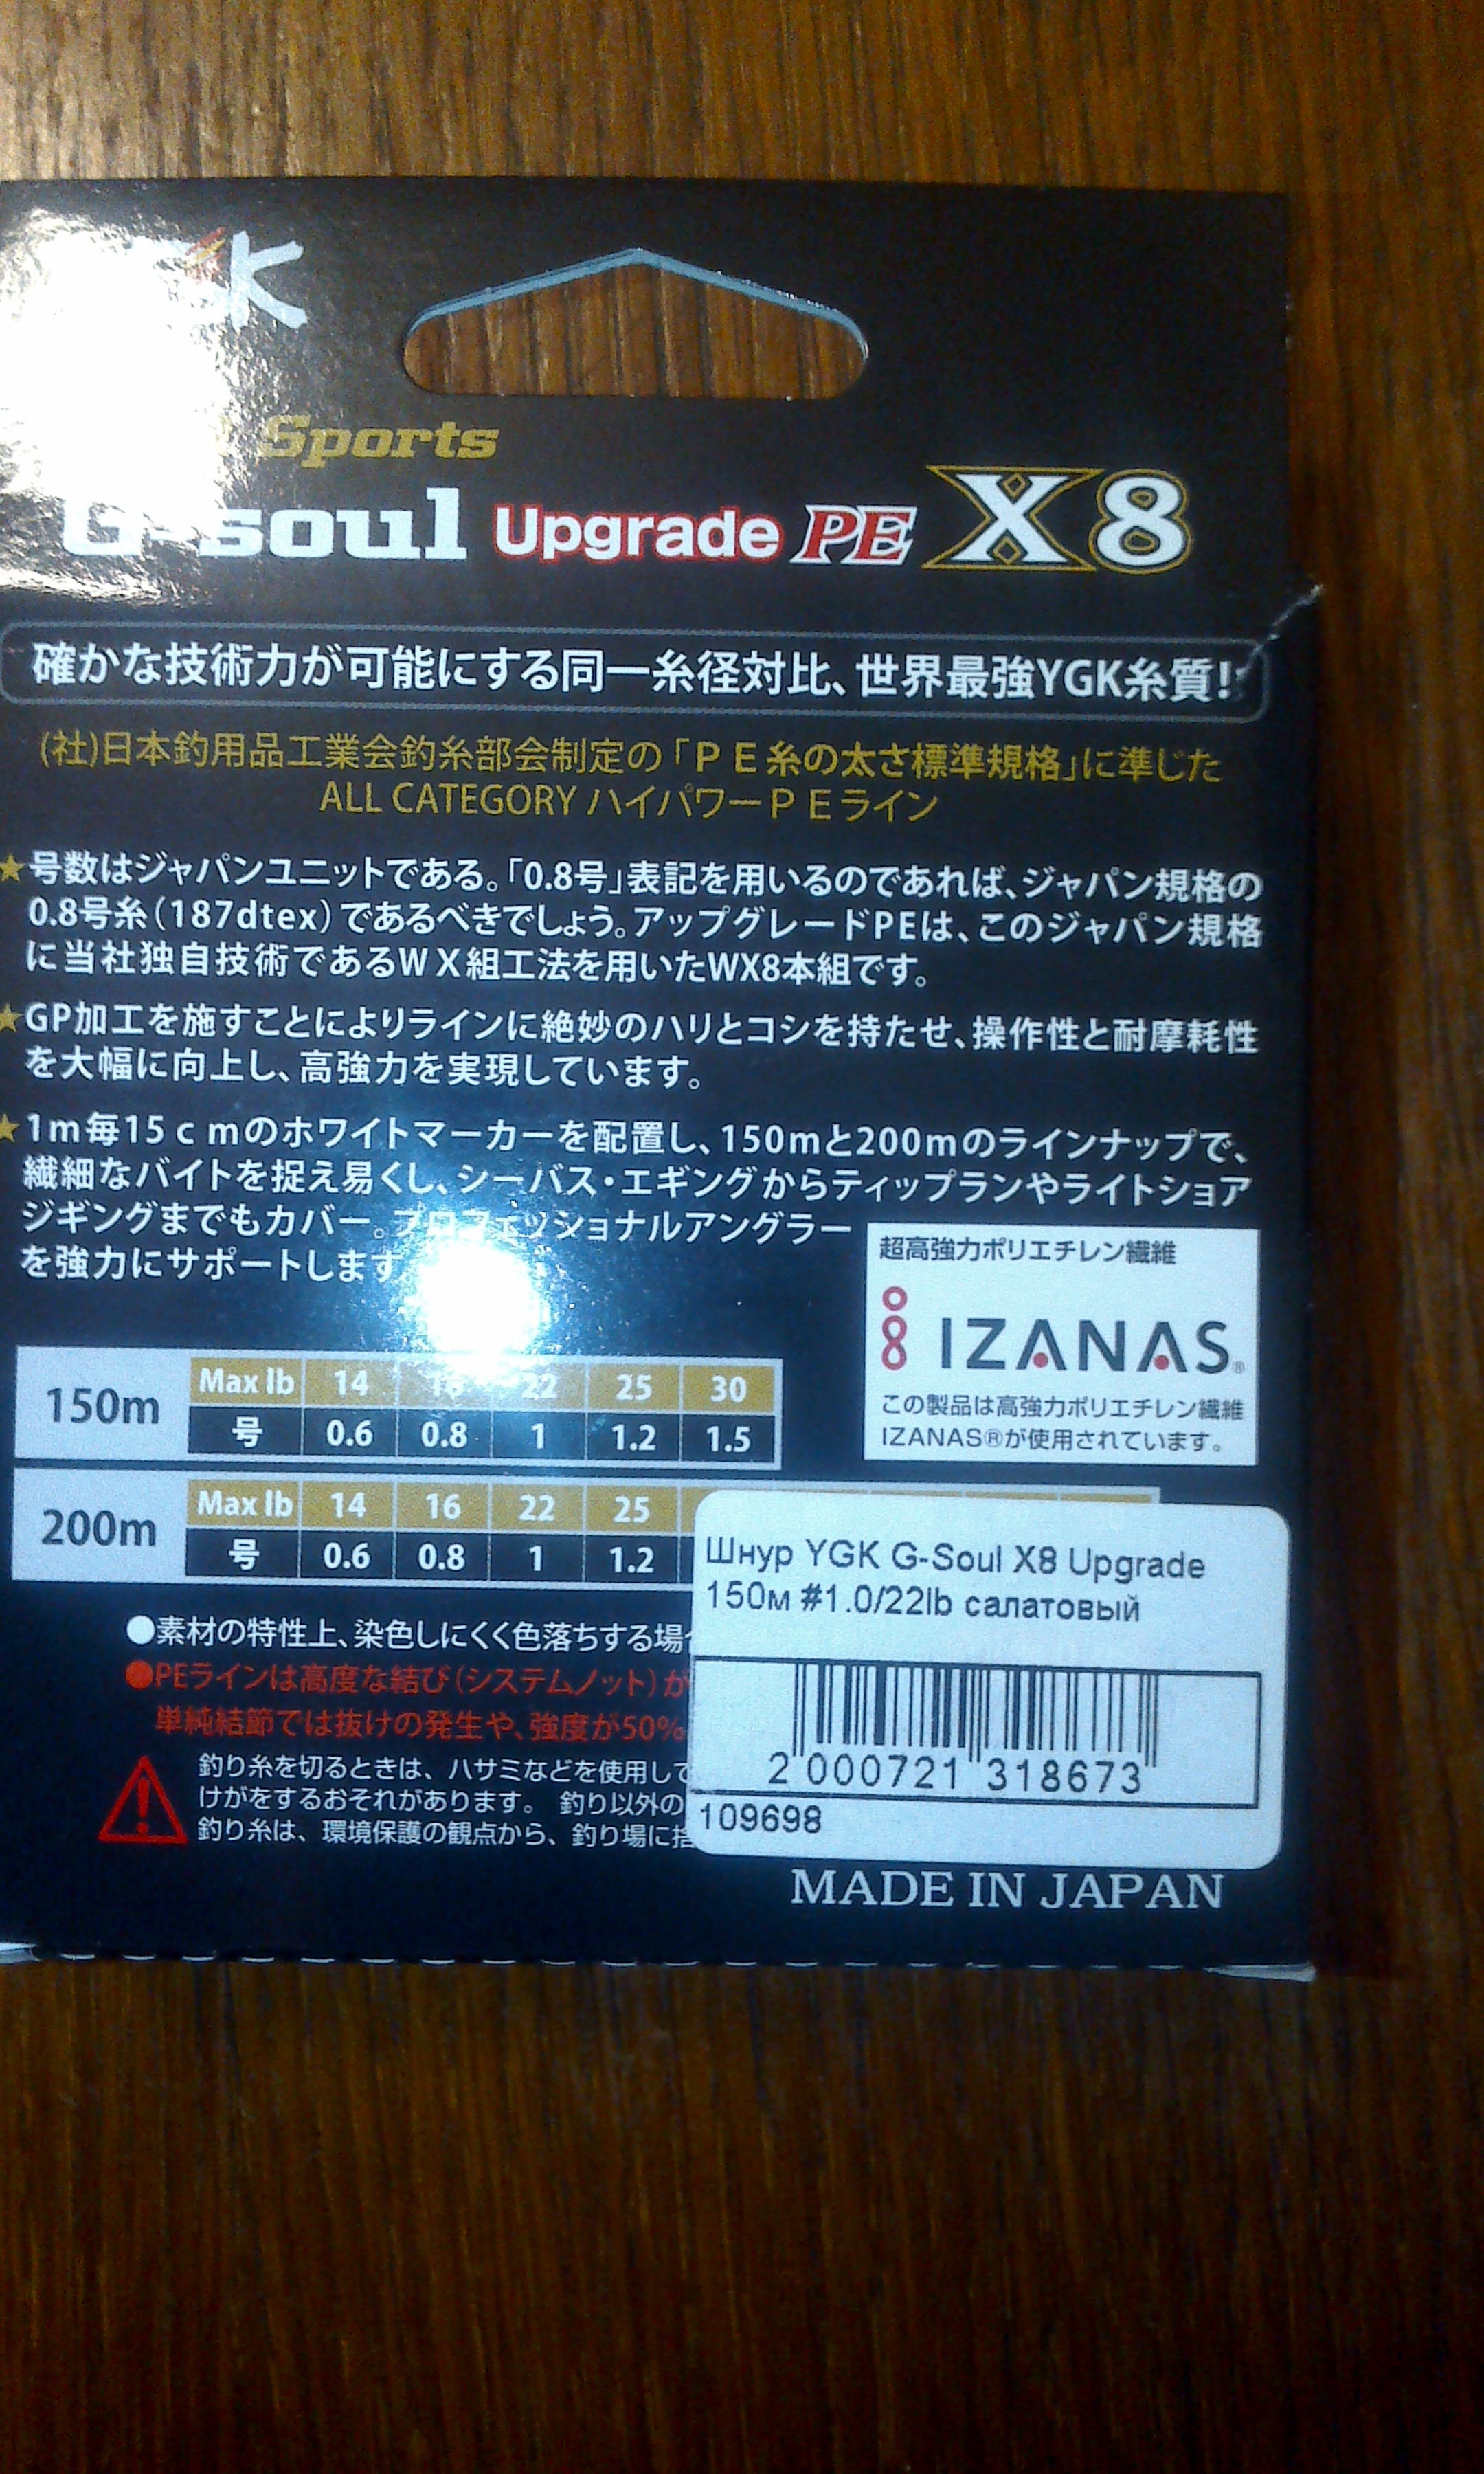 K
Sports
G-soul Upgrade PE X8
確かな技術力が可能にする同一糸径対比、世界最強YGK糸質!
(社)日本釣用品工業会釣糸部会制定の「PE糸の太さ標準規格」に準じた
ALL CATEGORY ハイパワーPEライン
★号数はジャパンユニットである。「0.8号」表記を用いるのであれば、ジャパン規格の
0.8号糸(187dtex)であるべきでしょう。アップグレードPEは、このジャパン規格
に当社独自技術であるWX組工法を用いたWX8本組です。
★GP加工を施すことによりラインに絶妙のハリとコシを持たせ、操作性と耐摩耗性
を大幅に向上し、高強力を実現しています。
★1m毎15cmのホワイトマーカーを配置し、150mと200mのラインナップで、
繊細なバイトを捉え易くし、シーバス・エギングからティップランやライトショア
ジギングまでもカバー。プロフェッショナルアングラー
を強力にサポートします
超高強力ポリエチレン繊維
IZANAS®
この製品は高強力ポリエチレン繊維
IZANAS®が使用されています。
150m
Max lb 14 22 25 30
号 0.6 0.8 1 1.2 1.5
200m
Max lb 14 16 22 25
号 0.6 0.8 1 1.2
●素材の特性上、染色しにくく色落ちする場
●PEラインは高度な結び(システムノット)が
単純結節では抜けの発生や、強度が50%
釣り糸を切るときは、ハサミなどを使用して
けがをするおそれがあります。 釣り以外の
釣り糸は、環境保護の観点から、釣り場に捨
Шнур YGK G-Soul X8 Upgrade
150м #1.0/22lb салатовый
2 000721 318673
109698
MADE IN JAPAN